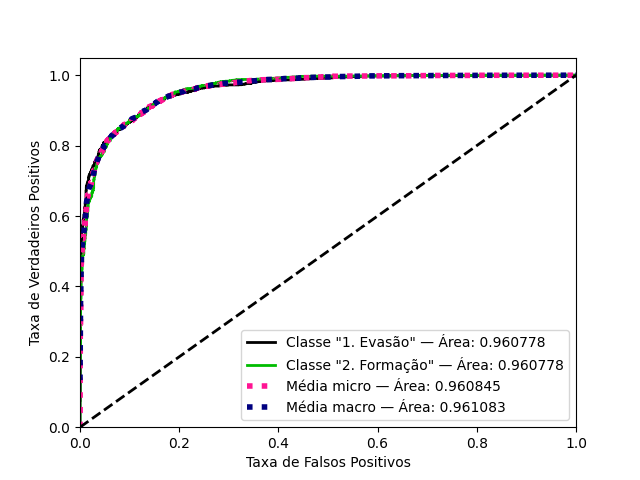 1.0
0.8
0.6
0.4
0.2
0.0
Taxa de Verdadeiros Positivos
Classe "1. Evasão" — Área: 0.960778
Classe "2. Formação" — Área: 0.960778
Média micro — Área: 0.960845
Média macro — Área: 0.961083
0.0 0.2 0.4 0.6 0.8 1.0
Taxa de Falsos Positivos